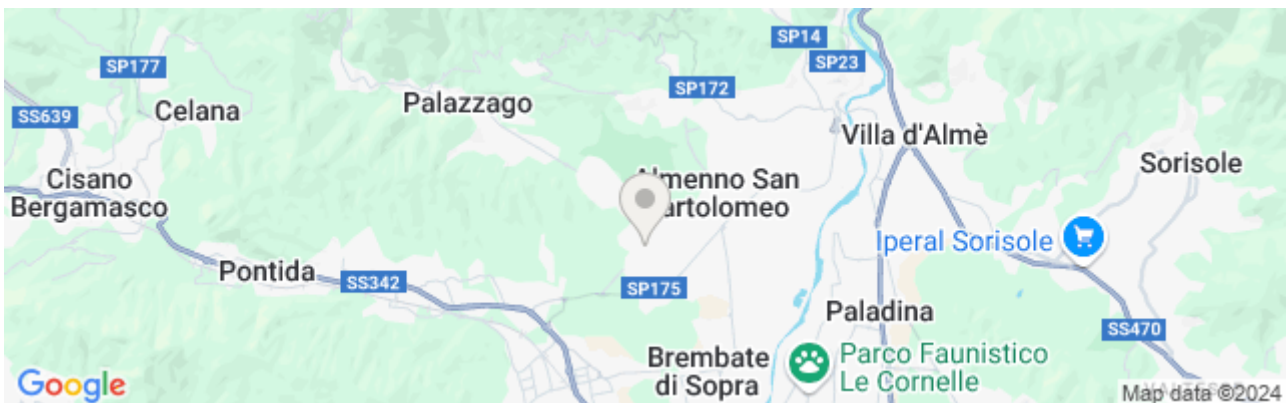 SP14
SP23
SP177
SP172
SS639
Celana
Palazzago
Villa d'Almè
Sorisole
Cisano
Bergamasco
Almenno San
Bartolomeo
Iperal Sorisole
Pontida
SS342
SP175
Paladina
SS470
Brembate
di Sopra
Parco Faunistico
Le Cornelle
Google
Map data ©2024